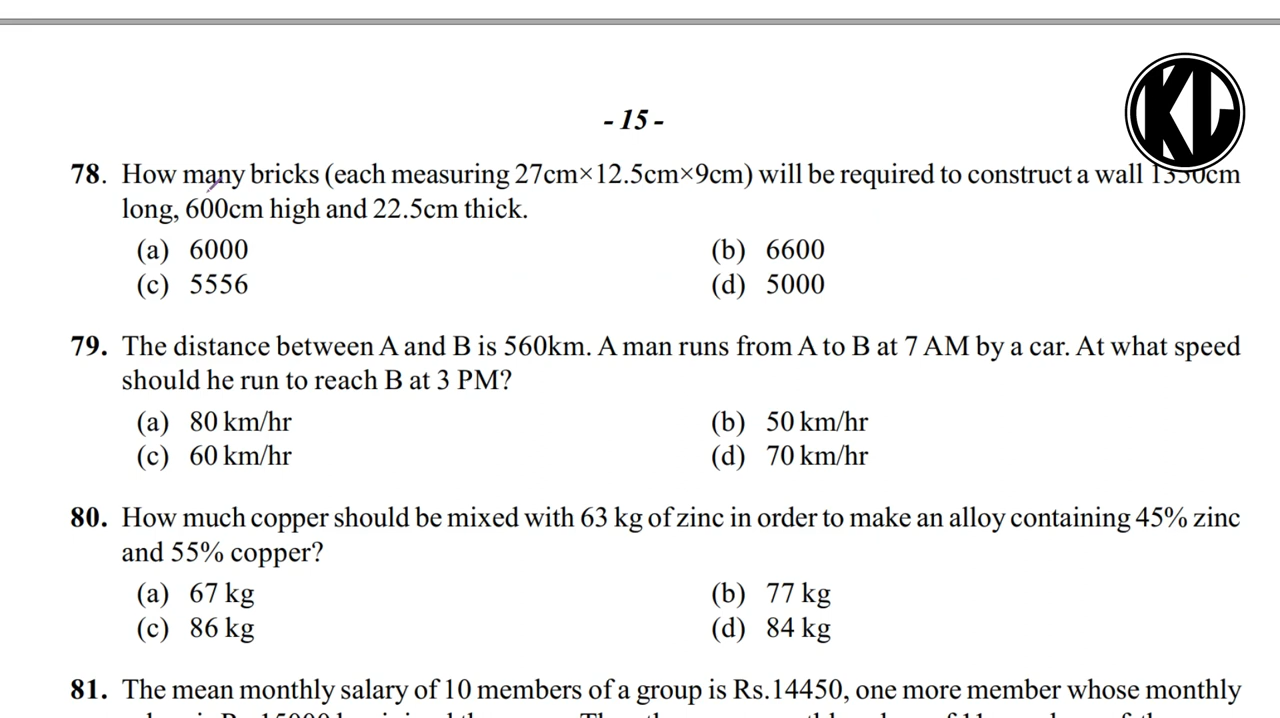 - 15 -
KL
78. How many bricks (each measuring 27cm×12.5cm×9cm) will be required to construct a wall 1350cm
long, 600cm high and 22.5cm thick.
(a) 6000 (b) 6600
(c) 5556 (d) 5000
79. The distance between A and B is 560km. A man runs from A to B at 7 AM by a car. At what speed
should he run to reach B at 3 PM?
(a) 80 km/hr (b) 50 km/hr
(c) 60 km/hr (d) 70 km/hr
80. How much copper should be mixed with 63 kg of zinc in order to make an alloy containing 45% zinc
and 55% copper?
(a) 67 kg (b) 77 kg
(c) 86 kg (d) 84 kg
81. The mean monthly salary of 10 members of a group is Rs.14450, one more member whose monthly